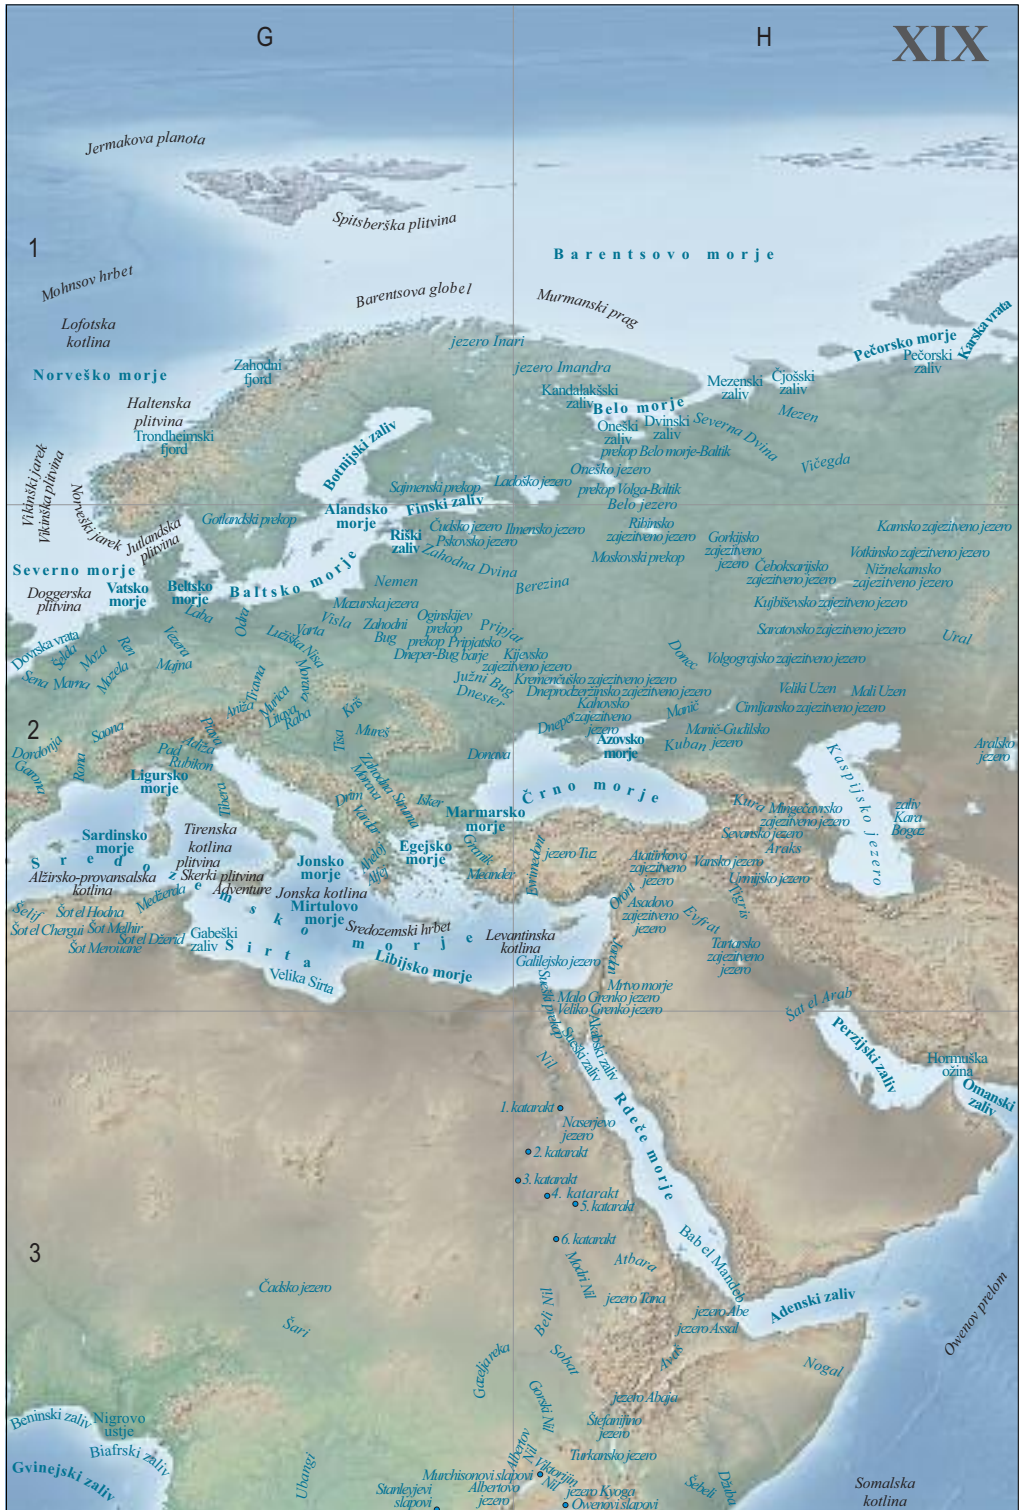 G
H
XIX
Jermakova planota
Spitsberška plitvina
1
Barentsovo morje
Mohnsov hrbet
Barentsova globel
Murmanski prag
Lofotska
kotlina
jezero Inari
Pečorsko morje
Karska vrata
Pečorski
zaliv
Norveško morje
Zahodni
fjord
jezero Imandra
Kandalakšski
zaliv
Mezenski
zaliv
Čjošski
zaliv
Belo morje
Mezen
Haltenska
plitvina
Trondheimski
fjord
Botnijski zaliv
Oneški
zaliv
Dvinski
zaliv
Severna Dvina
prekop Belo morje-Baltik
Vičegda
Vikinški jarek
Vikinška plitvina
Norveški jarek
Oneško jezero
Sajmenski prekop
Ladoško jezero
prekop Volga-Baltik
Finski zaliv
Belo jezero
Alandsko
morje
Gotlandski prekop
Jutlandska
plitvina
Riški
zaliv
Čudsko jezero
Pskovsko jezero
Ilmensko jezero
Ribinsko
zajezitveno jezero
Kamsko zajezitveno jezero
Gorkijsko
zajezitveno
jezero
Moskovski prekop
Votkinsko zajezitveno jezero
Zahodna Dvina
Čeboksarijsko
zajezitveno jezero
Nižnekamsko
zajezitveno jezero
Severno morje
Vatsko
morje
Beltsko
morje
Baltsko morje
Doggerska
plitvina
Nemen
Berezina
Kujbiševsko zajezitveno jezero
Laba
Odra
Mazurska jezera
Visla
Varta
Zahodni
Bug
Oginskijev
prekop
prekop
Dneper-Bug
Pripjatsko
barje
Pripjat
Saratovsko zajezitveno jezero
Ural
Dovrska vrata
Šelda
Moza
Ren
Vezera
Majna
Lužiška Nisa
Sena
Marna
Mozela
Kijevsko
zajezitveno jezero
Donec
Volgograjsko zajezitveno jezero
Kremenčuško zajezitveno jezero
Dneprodzeržinsko zajezitveno jezero
Veliki Uzen
Mali Uzen
Južni Bug
Dnester
Morava
Murica
Litava
Raba
Aniža
Kahovsko
zajezitveno
jezero
Manič
Cimljansko zajezitveno jezero
Kriš
2
Saona
Piava
Adiža
Tisa
Mureš
Dneper
Manič-Gudilsko
jezero
Kuban
Azovsko
morje
Dordonja
Garona
Rona
Pad
Rubikon
Donava
Kaspijsko jezero
Aralsko
jezero
Ligursko
morje
Tibera
Zahodna
Morava
Drim
Vardar
Struma
Isker
Črno morje
Marmarsko
morje
Kura
Mingečavrsko
zajezitveno jezero
zaliv
Kara
Bogaz
Sardinsko
morje
Tirenska
kotlina
Sevansko jezero
Egejsko
morje
Granik
Meander
Evrimedont
jezero Tuz
Atatürkovo
zajezitveno
jezero
Araks
Vansko jezero
Urmijsko jezero
Sredozemsko morje
Alžirsko-provansalska
kotlina
plitvina
Skerki plitvina
Adventure
Jonsko
morje
Alfeloj
Alfej
Jonska kotlina
Medžerda
Mirtulovo
morje
Oront
Asadovo
zajezitveno
jezero
Tigris
Evfrat
Šelif
Šot el Hodna
Šot el Chergui
Šot Melhir
Šot el Džerid
Šot Merouane
Gabeški
zaliv
Sirta
Sredozemski hrbet
Levantinska
kotlina
Libijsko morje
Velika Sirta
Galilejsko jezero
Jordan
Tartarsko
zajezitveno
jezero
Mrtvo morje
Sueški prekop
Malo Grenko jezero
Veliko Grenko jezero
Šat el Arab
Sueški zaliv
Akabski zaliv
Nil
Perzijski zaliv
Hormuška
ožina
Omanski
zaliv
1. katarakt
Naserjevo
jezero
Rdeče morje
2. katarakt
3. katarakt
4. katarakt
5. katarakt
6. katarakt
3
Bab el Mandeb
Modri Nil
Atbara
Čadsko jezero
Beli Nil
jezero Tana
Adenski zaliv
jezero Abe
jezero Assal
Owenov prelom
Šari
Gazeljareka
Sobat
Avaš
Nogal
Gorski Nil
jezero Abaja
Štefanijino
jezero
Beninski zaliv
Nigrovo
ustje
Biafrski zaliv
Gvinejski zaliv
Ubangi
Albertov
Nil
Turkansko jezero
Murchisonovi slapovi
Viktorijin
Nil
Stanleyjevi
slapovi
Albertovo
jezero
jezero Kyoga
Owenovi slapovi
Šebeli
Džuba
Somalska
kotlina